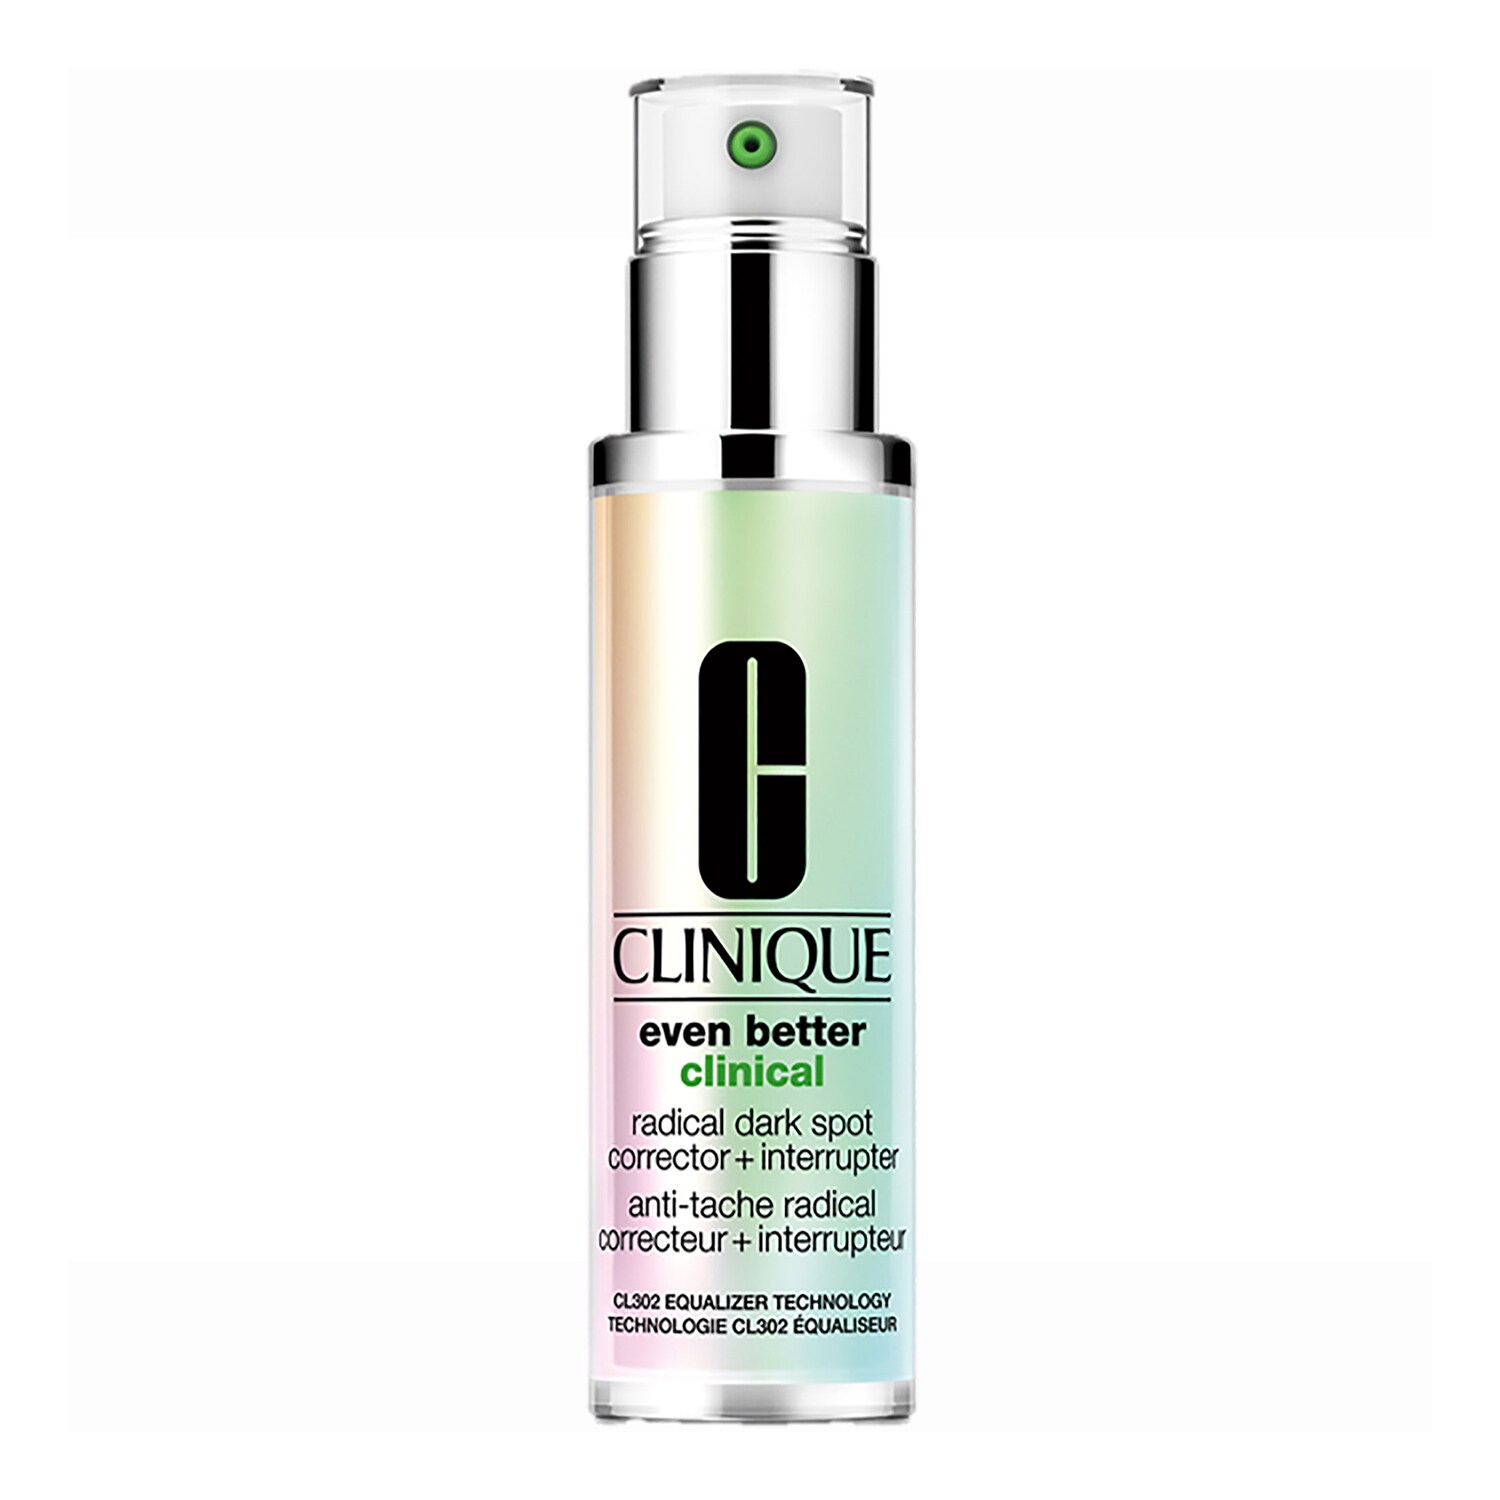 C
CLINIQUE
even better
clinical
radical dark spot
corrector + interrupter
anti-tache radical
correcteur + interrupteur
CL302 EQUALIZER TECHNOLOGY
TECHNOLOGIE CL302 ÉQUALISEUR